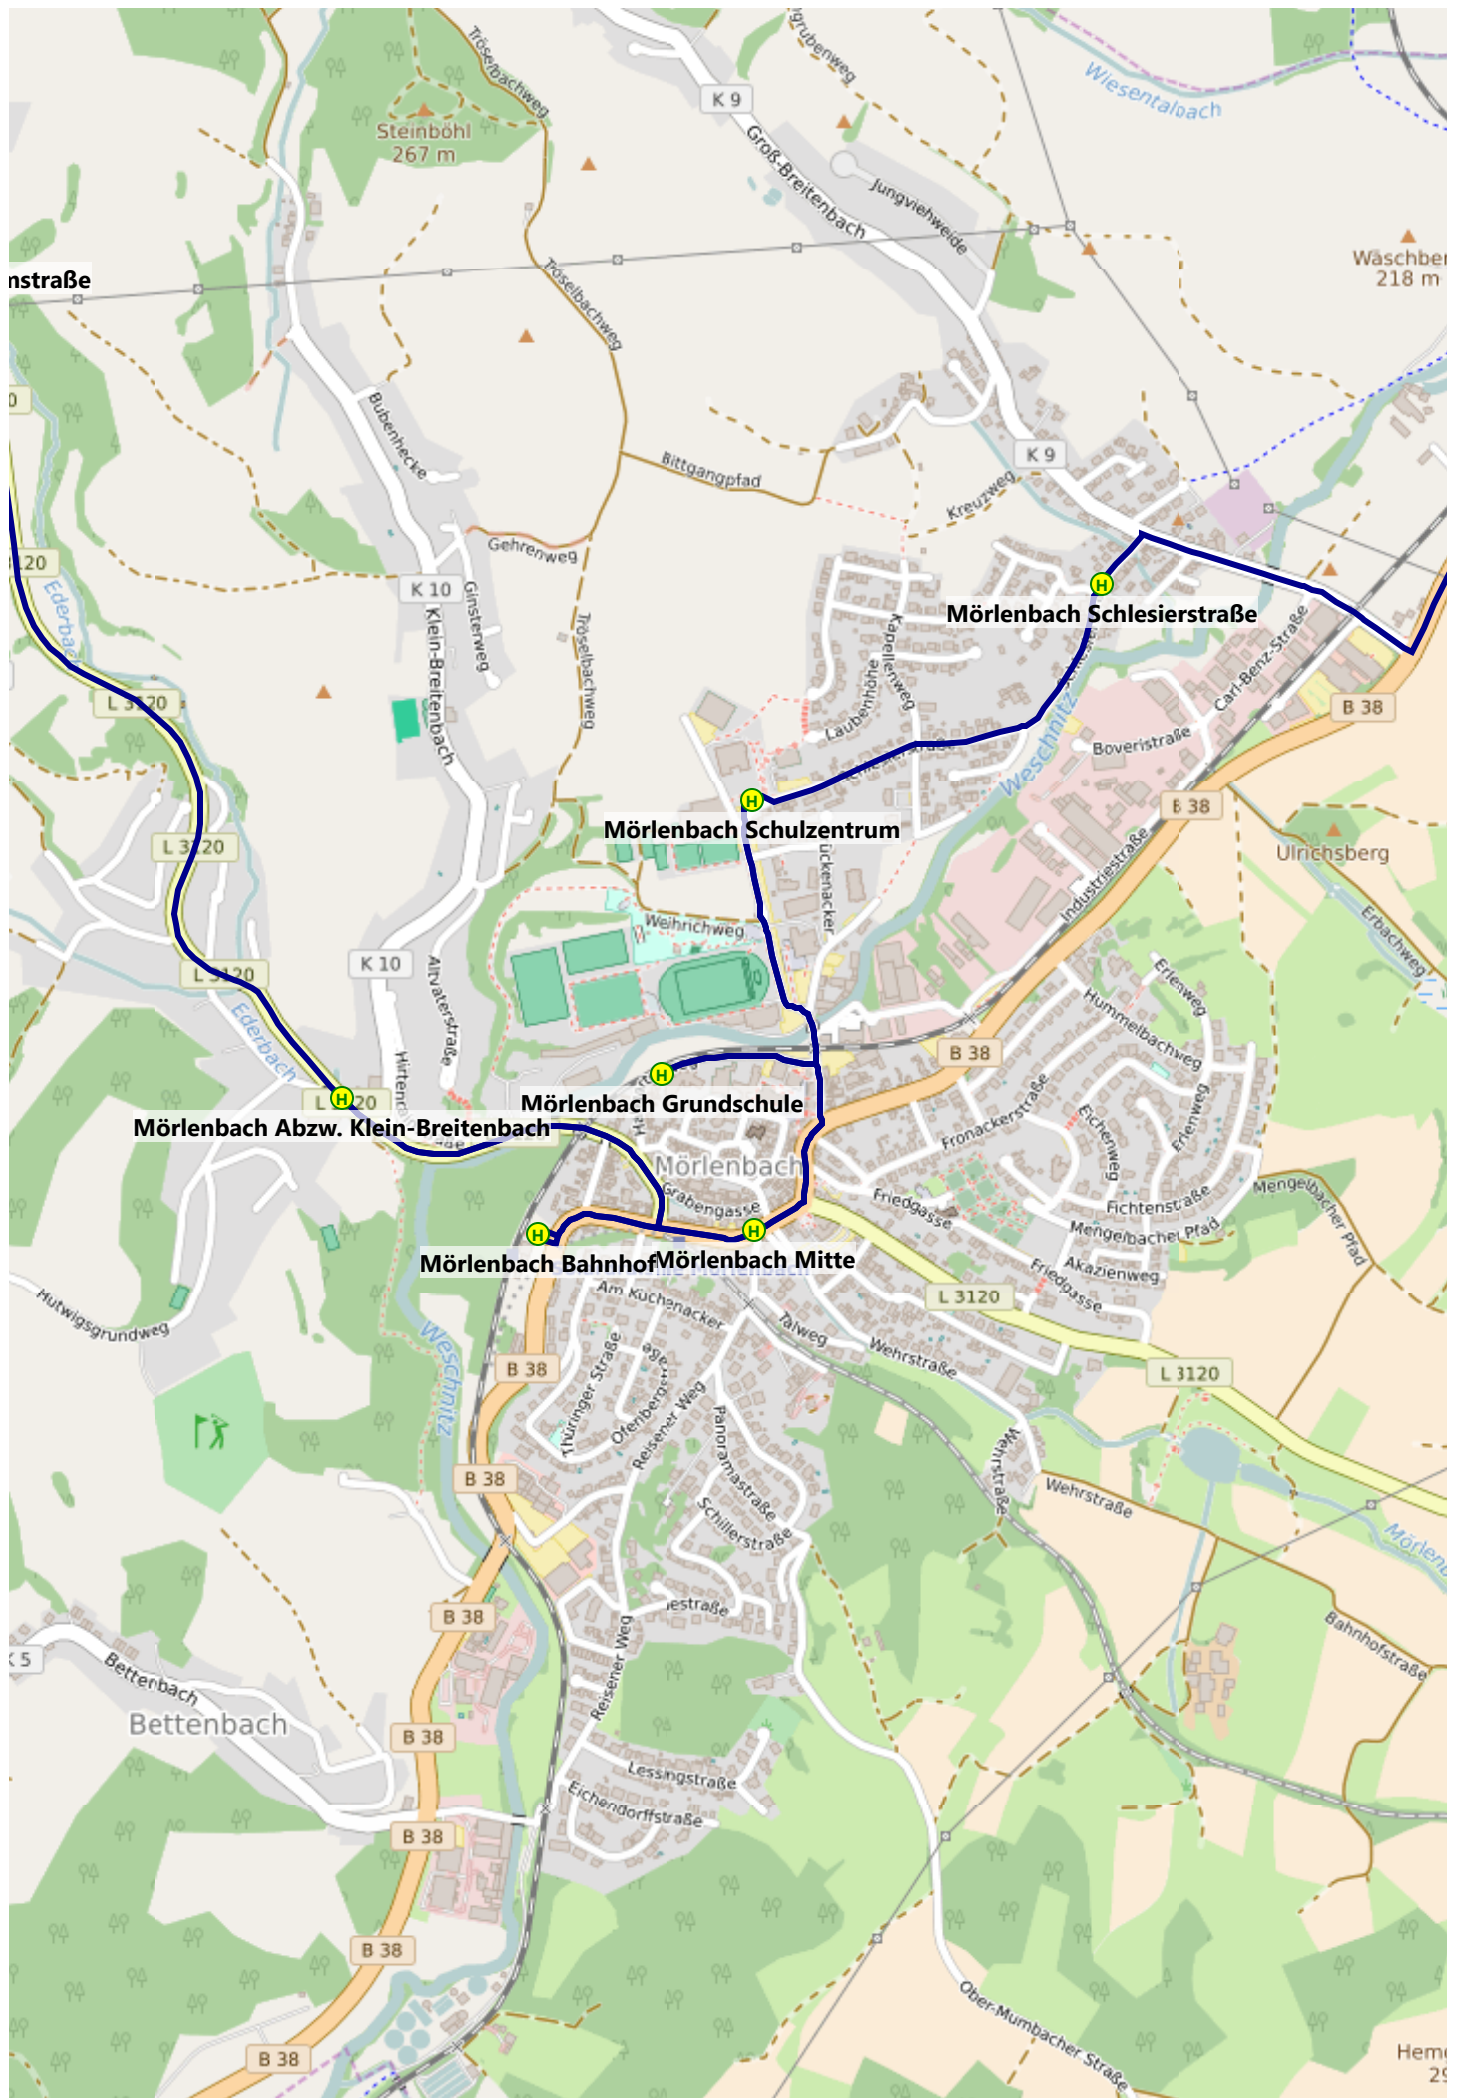 Tröselbachweg
K 9
Wiesentalbach
Steinböhl
267 m
Groß-Breitenbach
Jungviehweide
nstraße
Tröselbachweg
218 m
Bubenhecke
K 9
Bittgangpfad
Kreuzweg
Gehrenweg
K 10
Ederbach
Ginsterweg
Klein-Breitenbach
Tröselbachweg
H
Mörlenbach Schlesierstraße
Kapellenweg
Laubenhöhe
Carl-Benz-Straße
L 3120
B 38
Boveristraße
Weschnitz
H
Mörlenbach Schulzentrum
B 38
L 3120
Ulrichsberg
Industriestraße
Weihrichweg
Erbachweg
K 10
L 3120
Altvaterstraße
Erlenweg
Hummelbachweg
Ederbach
B 38
H
H
Mörlenbach Grundschule
Mörlenbach Abzw. Klein-Breitenbach
Fronackerstraße
Eichenweg
Erlenweg
Mörlenbach
Grabengasse
Friedgasse
Fichtenstraße
Mengelbacher Pfad
Mengelbacher Pfad
H
H
Mörlenbach Bahnhof
Mörlenbach Mitte
Akazienweg
Friedgasse
Am Küchenacker
L 3120
Hutwigsgrundweg
Talweg
Wehrstraße
Weschnitz
B 38
Thüringer Straße
L 3120
Reisener Weg
Panoramastraße
Wehrstraße
B 38
Wehrstraße
Schillerstraße
B 38
Bahnhofstraße
K 5
Bettenbach
Reisener Weg
Bettenbach
B 38
Lessingstraße
Eichendorffstraße
B 38
B 38
Ober-Mumbacher Straße
B 38